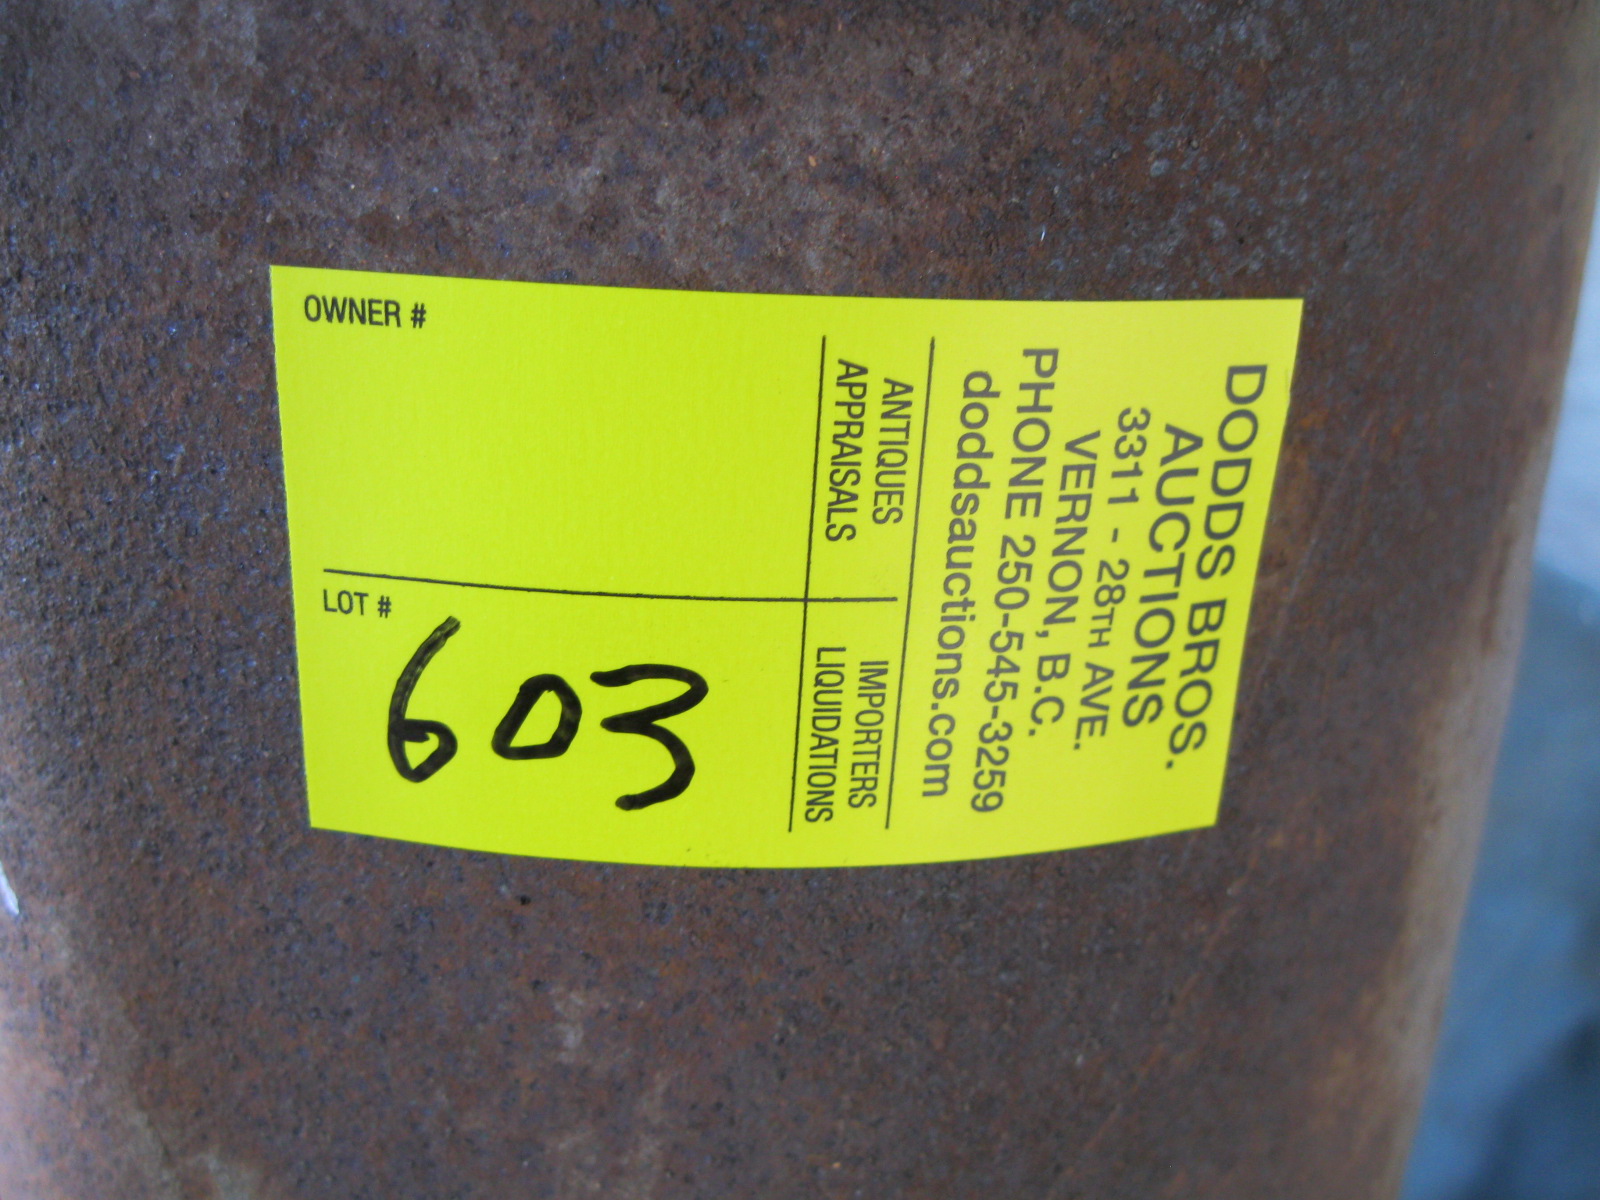 DODDS BROS.
AUCTIONS
3311 - 28TH AVE.
VERNON, B.C.
PHONE 250-545-3259
doddsauctions.com
ANTIQUES
APPRAISALS
IMPORTERS
LIQUIDATIONS
OWNER #
LOT #
603